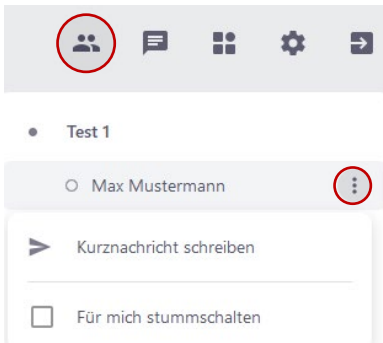 Test 1
Max Mustermann
Kurznachricht schreiben
Für mich stummschalten